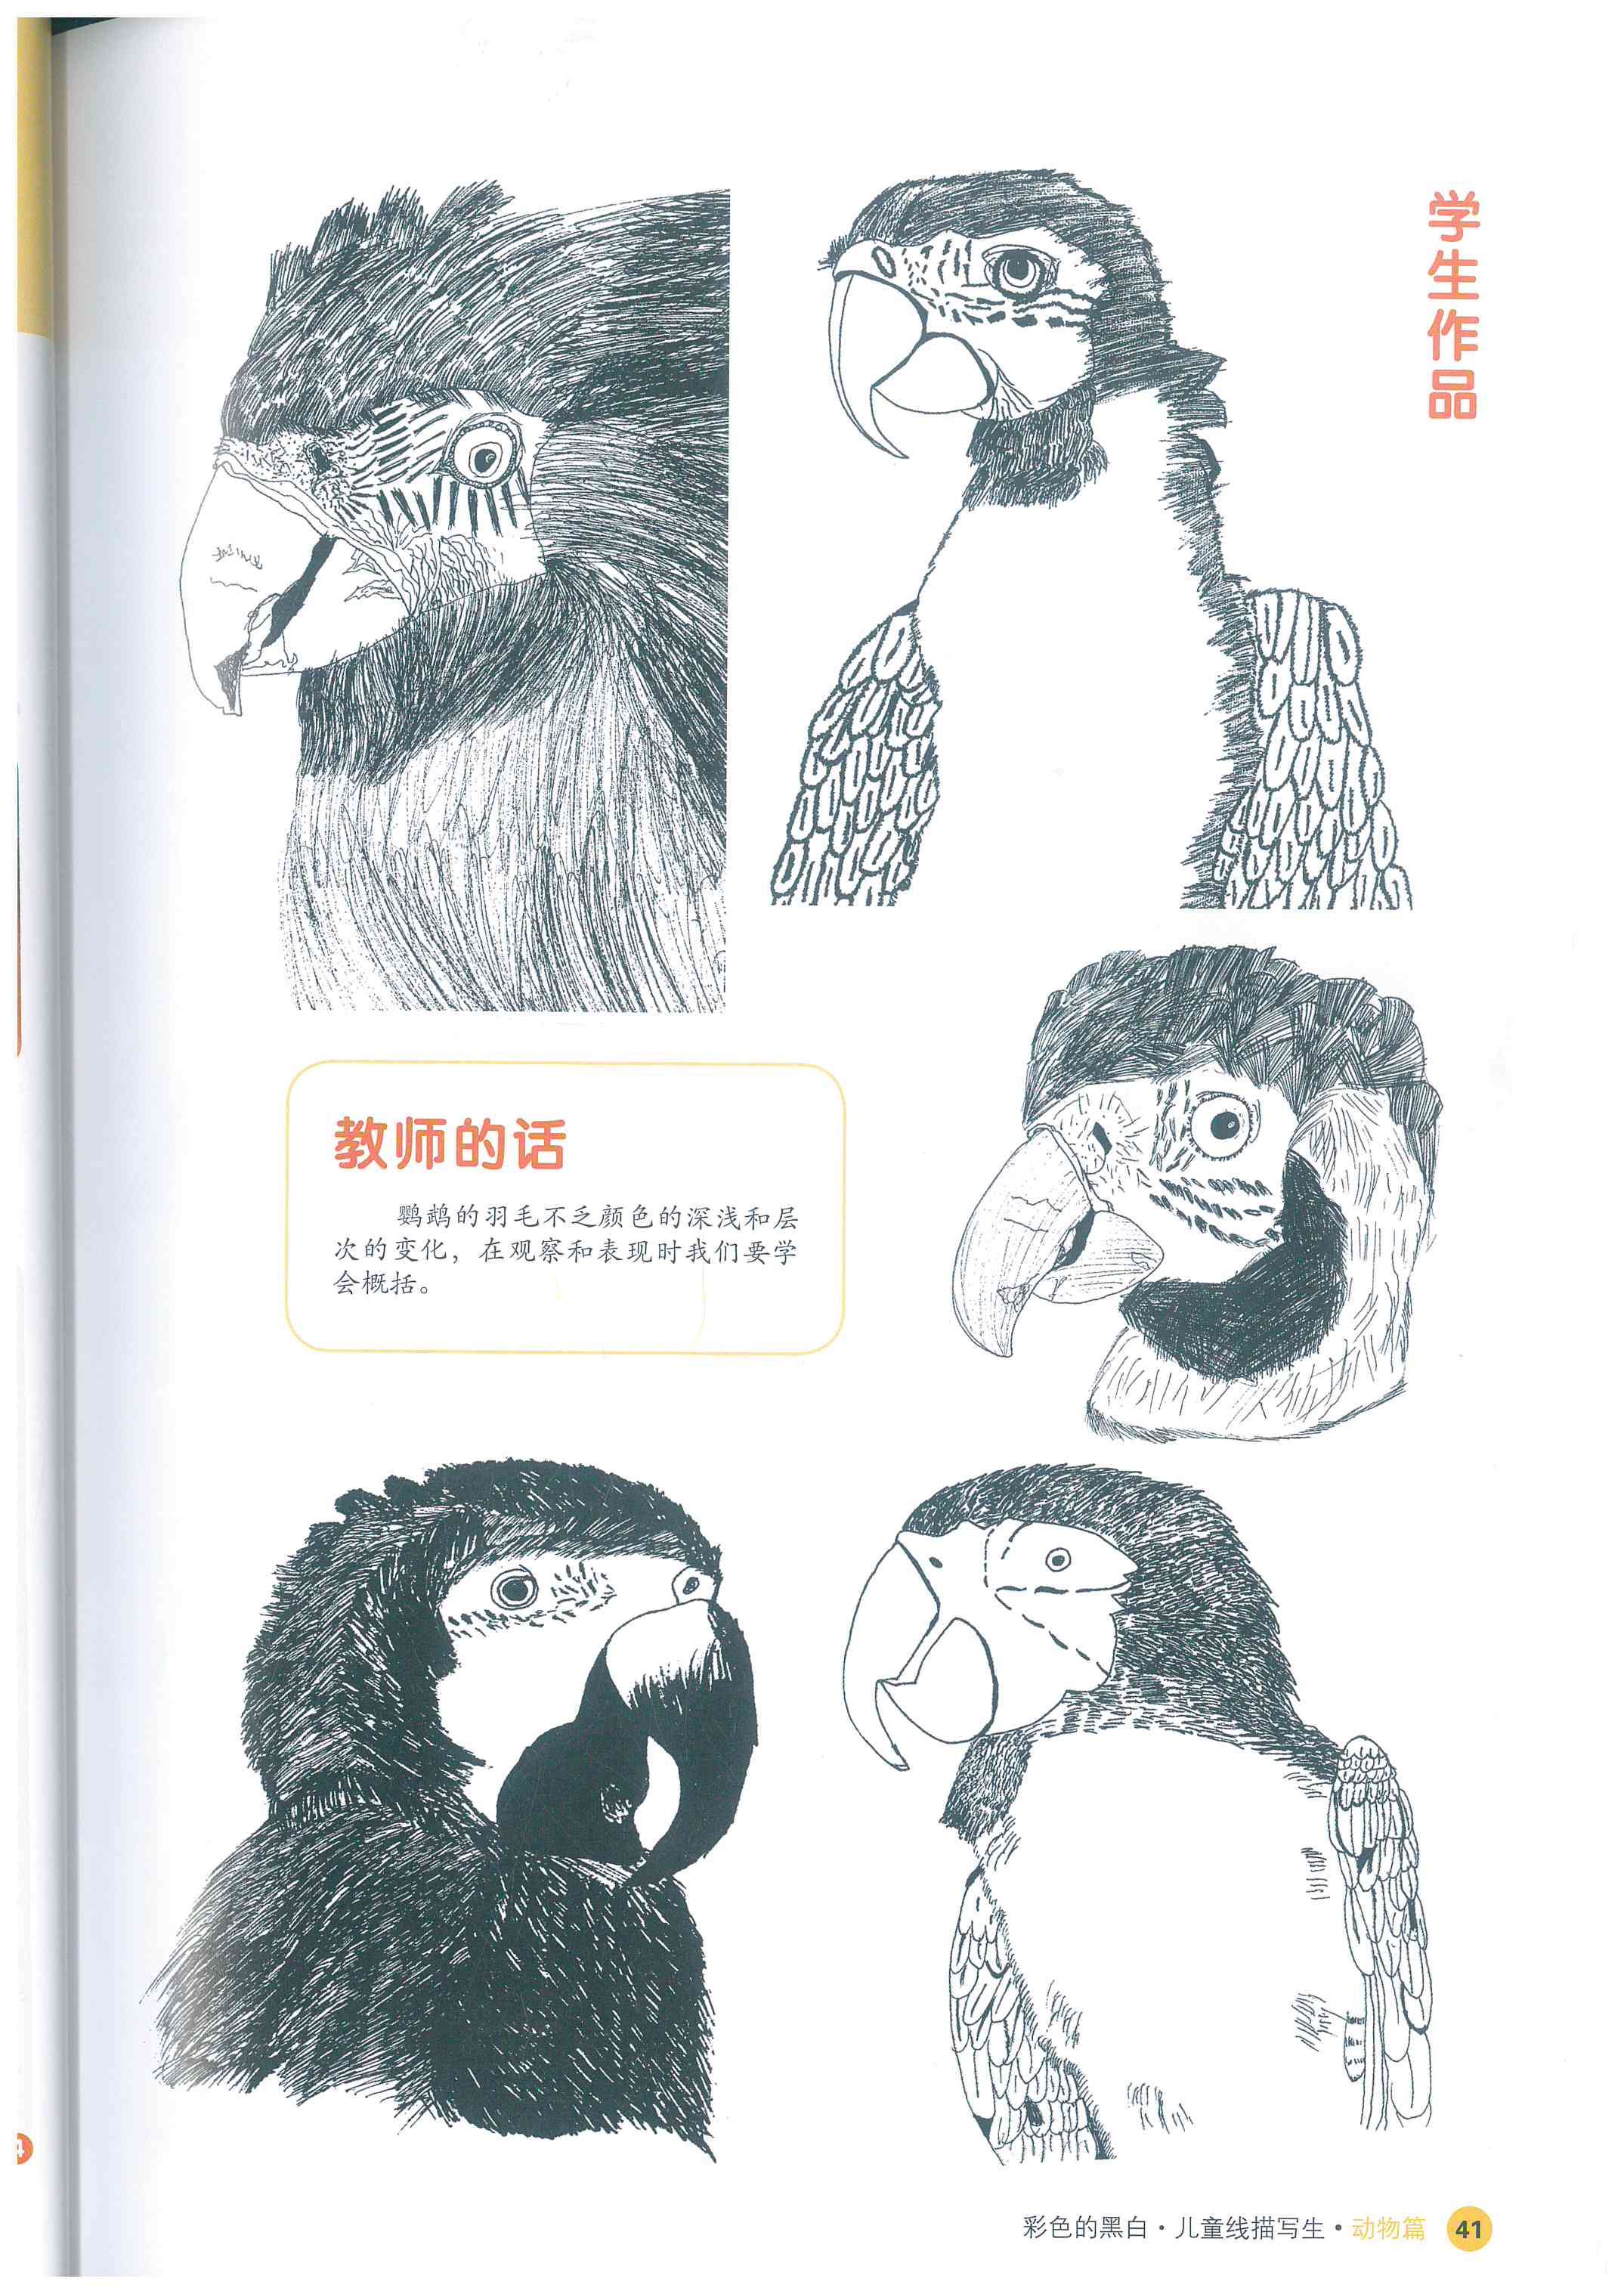 学生作品
教师的话
鹦鹉的羽毛不乏颜色的深浅和层
次的变化，在观察和表现时我们要学
会概括。
彩色的黑白·儿童线描写生·动物篇 41